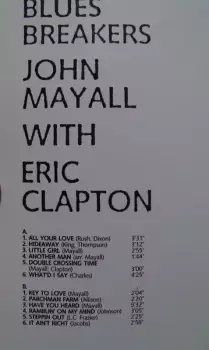 BLUES
BREAKERS
JOHN
MAYALL
WITH
ERIC
CLAPTON
A.
1. ALL YOUR LOVE (Rush, Dixon) 3'37"
2. HIDEAWAY (King, Thompson) 3'12"
3. LITTLE GIRL (Mayall) 2'55"
4. ANOTHER MAN (arr. Mayall) 1'44"
5. DOUBLE CROSSING TIME
(Mayall; Clapton) 3'00"
6. WHAT'D I SAY (Charles) 4'25"
B.
1. KEY TO LOVE (Mayall) 2'04"
2. PARCHMAN FARM (Allison) 2'20"
3. HAVE YOU HEARD (Mayall) 5'52"
4. RAMBLIN' ON MY MIND (Johnson) 3'05"
5. STEPPIN' OUT (L. C. Frazier) 2'25"
6. IT AIN'T RIGHT (Jacobs) 2'50"